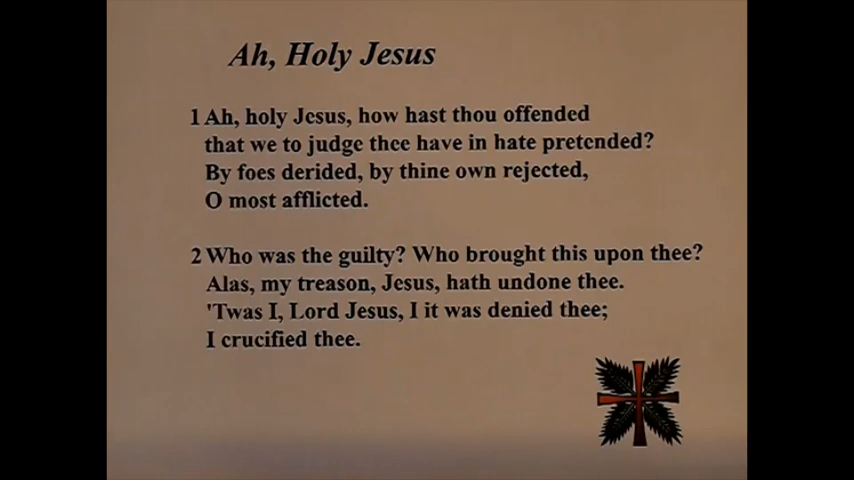 Ah, Holy Jesus
1 Ah, holy Jesus, how hast thou offended
that we to judge thee have in hate pretended?
By foes derided, by thine own rejected,
O most afflicted.
2 Who was the guilty? Who brought this upon thee?
Alas, my treason, Jesus, hath undone thee.
'Twas I, Lord Jesus, I it was denied thee;
I crucified thee.